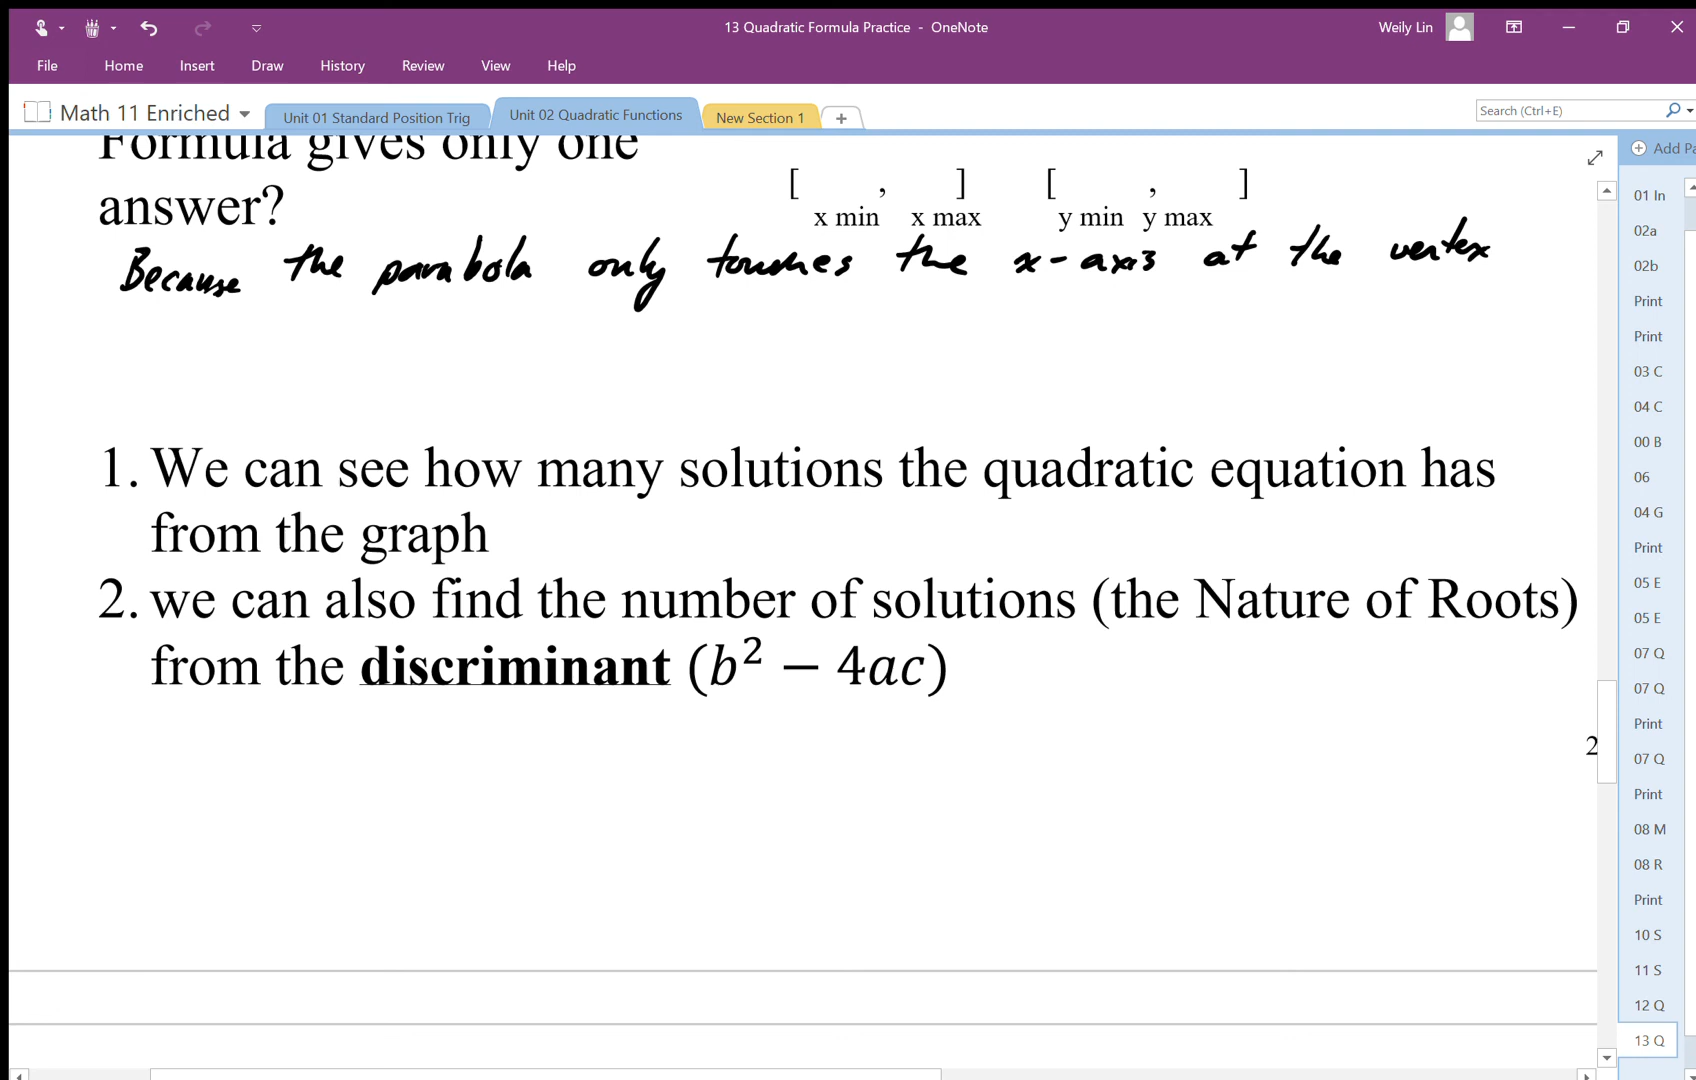 13 Quadratic Formula Practice - OneNote
Weily Lin
File Home Insert Draw History Review View Help
Math 11 Enriched
Unit 01 Standard Position Trig
Unit 02 Quadratic Functions
New Section 1
Search (Ctrl+E)
Add Pa
Formula gives only one
answer?
[ , ] [ , ]
x min x max y min y max
Because the parabola only touches the x-axis at the vertex
1. We can see how many solutions the quadratic equation has
from the graph
2. we can also find the number of solutions (the Nature of Roots)
from the discriminant (b² − 4ac)
2
01 In
02a
02b
Print
Print
03 C
04 C
00 B
06
04 G
Print
05 E
05 E
07 Q
07 Q
Print
07 Q
Print
08 M
08 R
Print
10 S
11 S
12 Q
13 Q